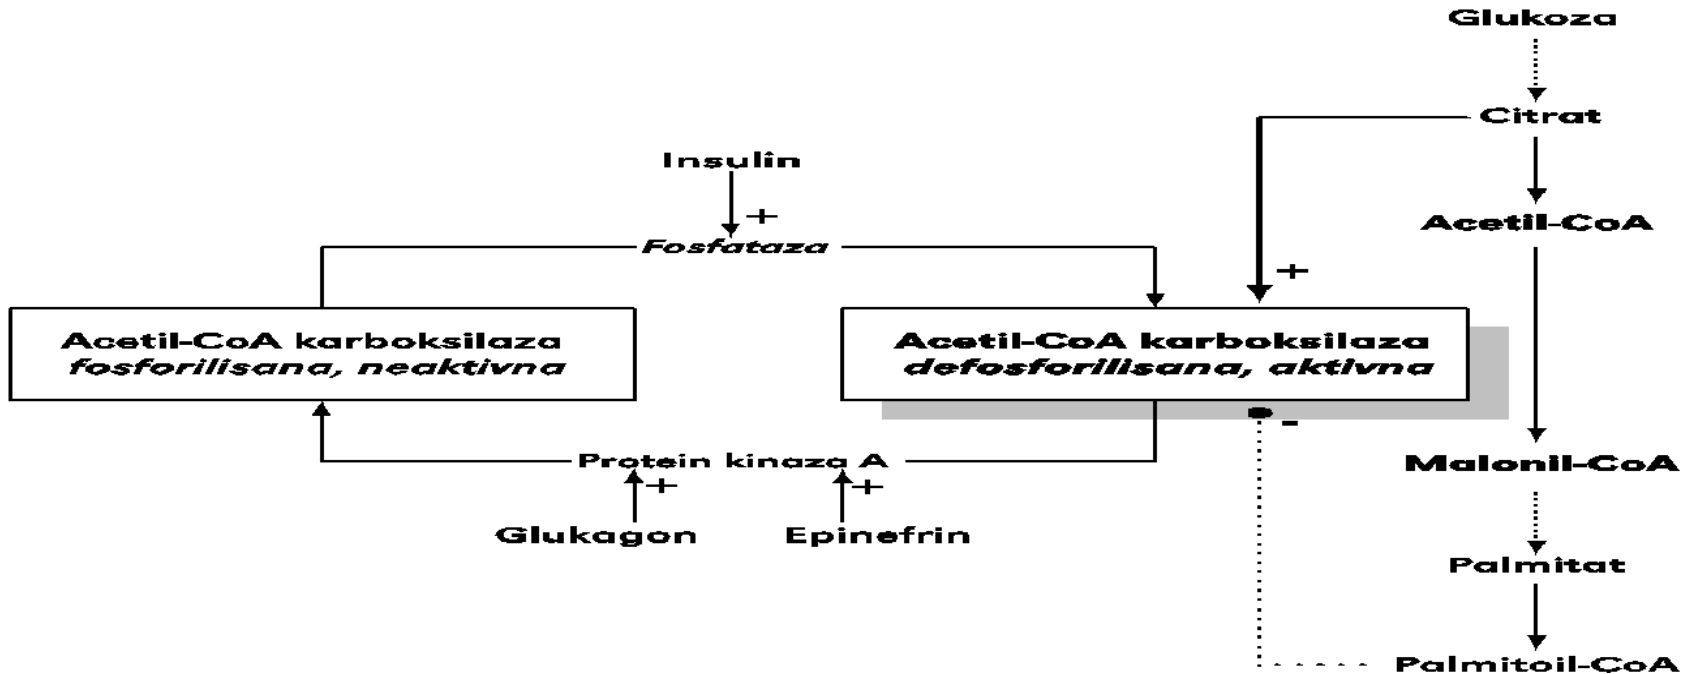 Glukoza
Citrat
Insulin
+
Acetil-CoA
Fosfataza
+
Acetil-CoA karboksilaza
fosforilisana, neaktivna
Acetil-CoA karboksilaza
defosforilisana, aktivna
-
Protein kinaza A
Malonil-CoA
+
+
Glukagon
Epinefrin
Palmitat
Palmitoil-CoA